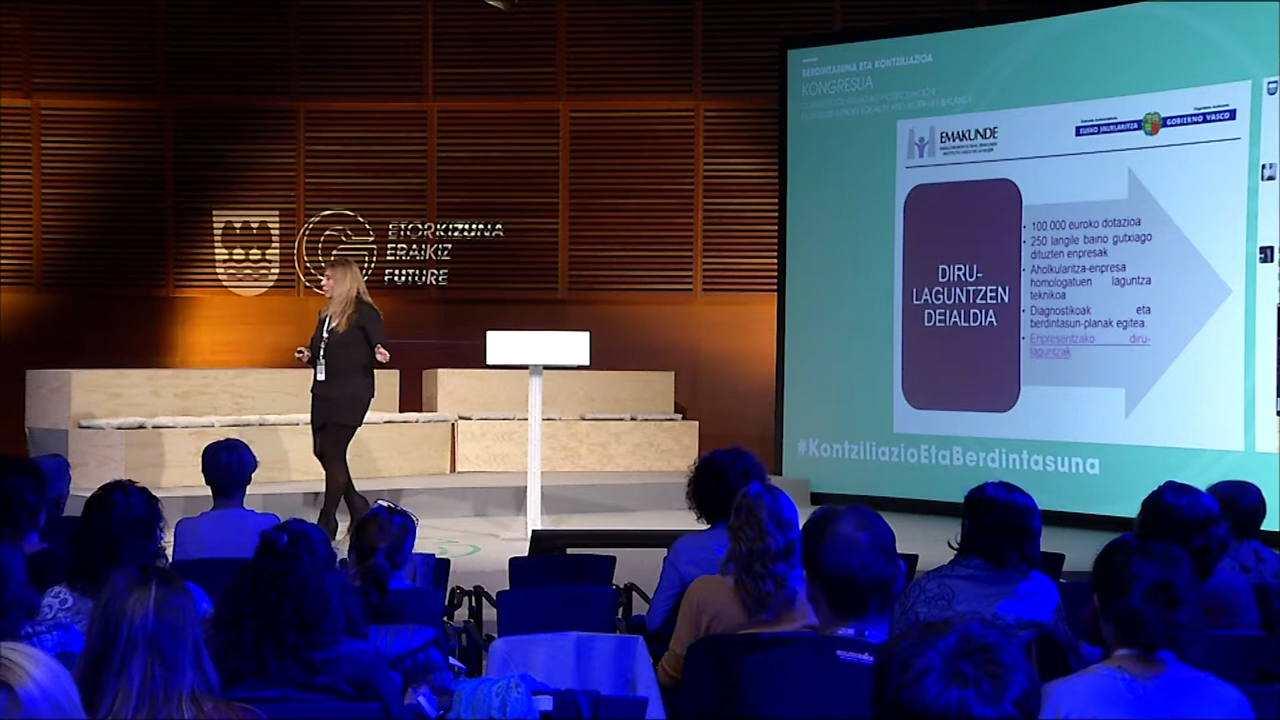 BERDINTASUNA ETA KONTZILIAZIOA
KONGRESUA
EMAKUNDE
EUSKO JAURLARITZA
GOBIERNO VASCO
DIRU-
LAGUNTZEN
DEIALDIA
• 100 000 euroko dotazioa
• 250 langile baino gutxiago
dituzten enpresak
• Aholkularitza-enpresa
homologatuen laguntza
teknikoa
• Diagnostikoak eta
berdintasun-planak egitea.
• Enpresentzako diru-
laguntzak
#KontziliazioEtaBerdintasuna
ETORKIZUNA
ERAIKIZ
FUTURE